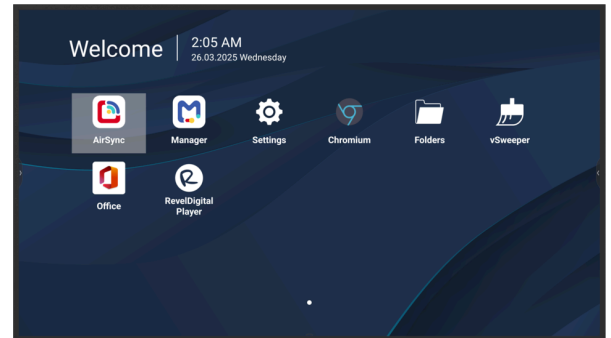 Welcome
2:05 AM
26.03.2025 Wednesday
AirSync
Manager
Settings
Chromium
Folders
vSweeper
Office
RevelDigital
Player